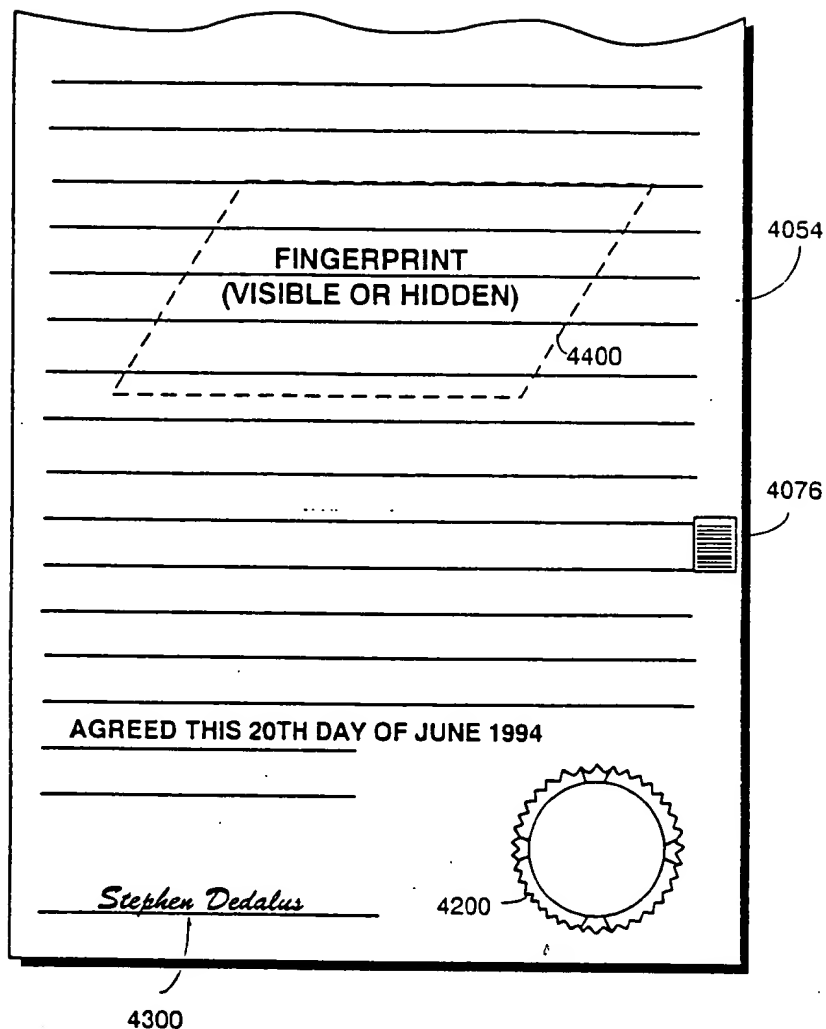 4054
FINGERPRINT
(VISIBLE OR HIDDEN)
4400
4076
AGREED THIS 20TH DAY OF JUNE 1994
4200
Stephen Dedalus
4300